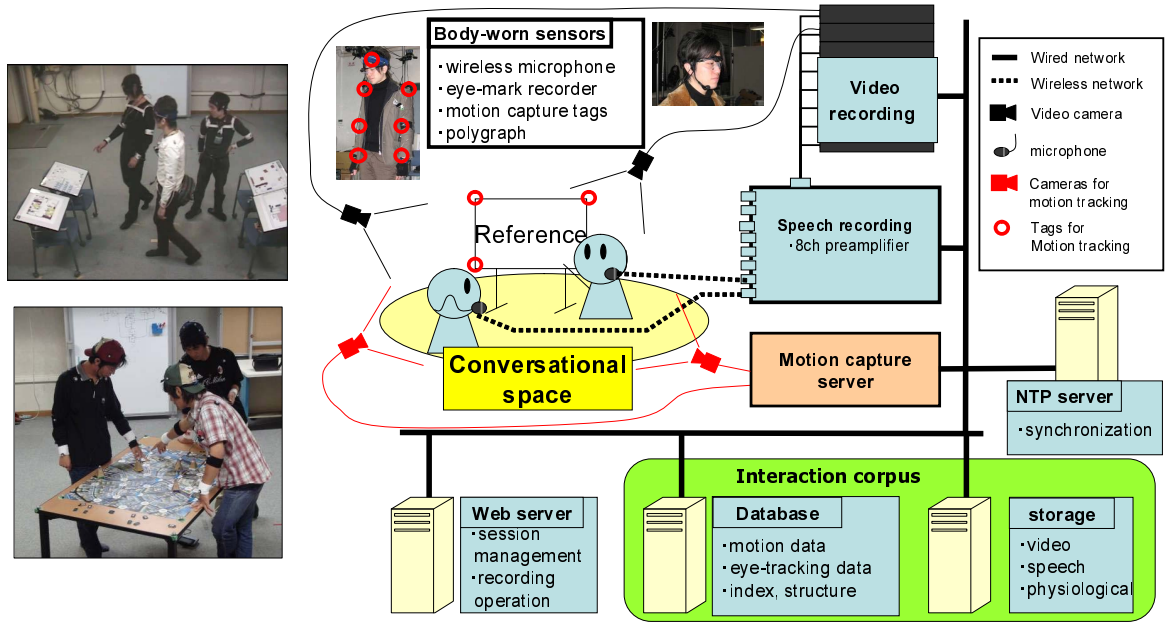 Body-worn sensors
・wireless microphone
・eye-mark recorder
・motion capture tags
・polygraph
Video
recording
Wired network
Wireless network
Video camera
microphone
Cameras for
motion tracking
Tags for
Motion tracking
Reference
Speech recording
・8ch preamplifier
Conversational
space
Motion capture
server
NTP server
・synchronization
Interaction corpus
Web server
・session
management
・recording
operation
Database
・motion data
・eye-tracking data
・index, structure
storage
・video
・speech
・physiological